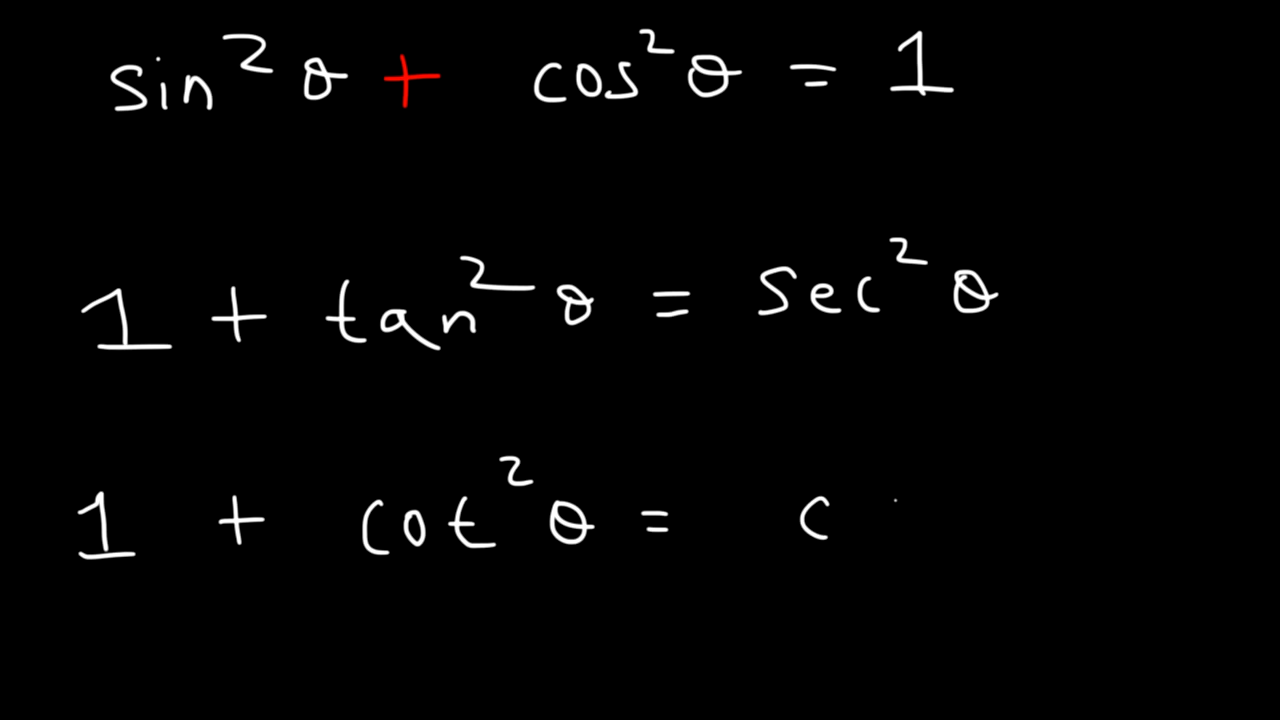 sin²θ + cos²θ = 1
1 + tan²θ = sec²θ
1 + cot²θ = c